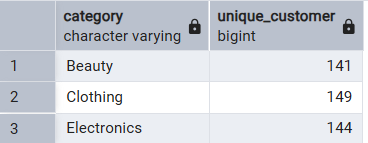 category unique_customer
character varying bigint
1 Beauty 141
2 Clothing 149
3 Electronics 144